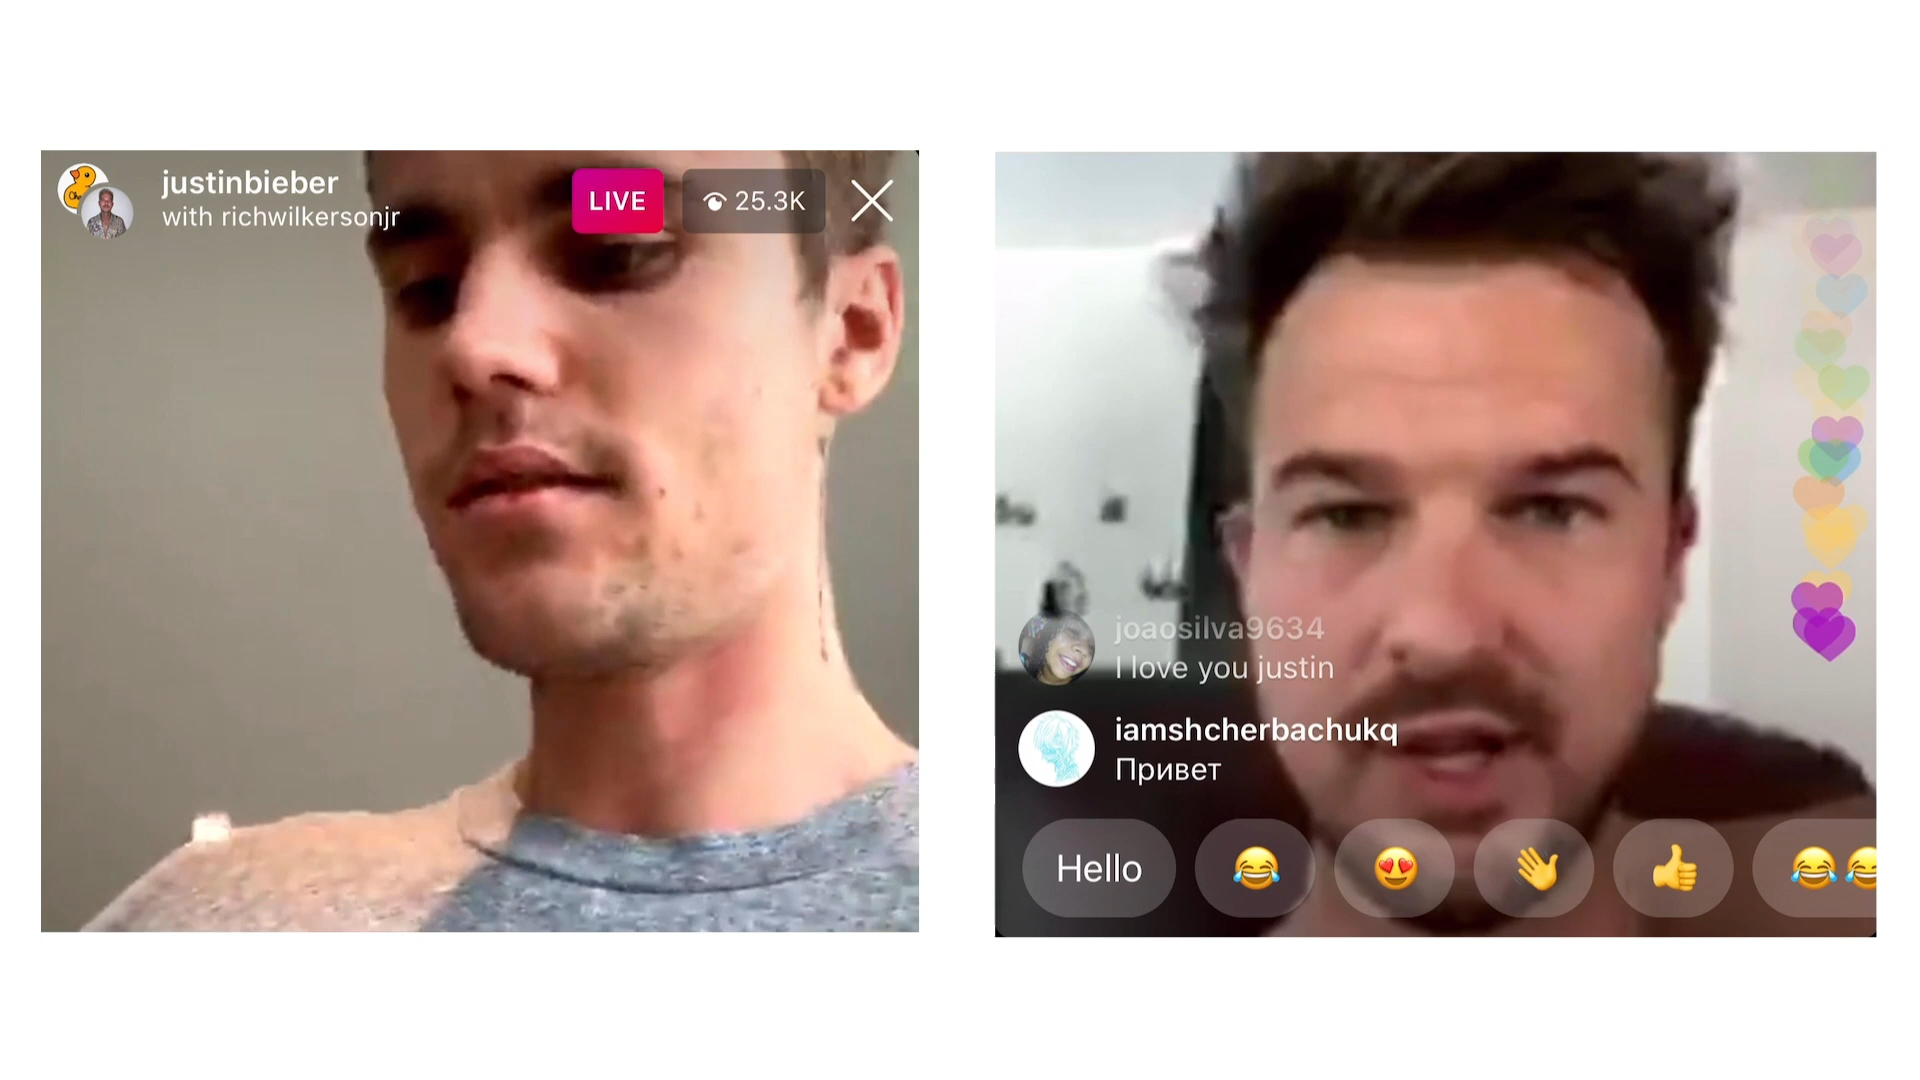 justinbieber
with richwilkersonjr
LIVE
25.3K
joaosilva9634
I love you justin
iamshcherbachukq
Привет
Hello